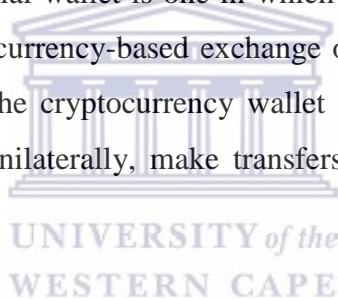 ial wallet is one in which
currency-based exchange o
he cryptocurrency wallet
nilaterally, make transfers
UNIVERSITY of the
WESTERN CAPE